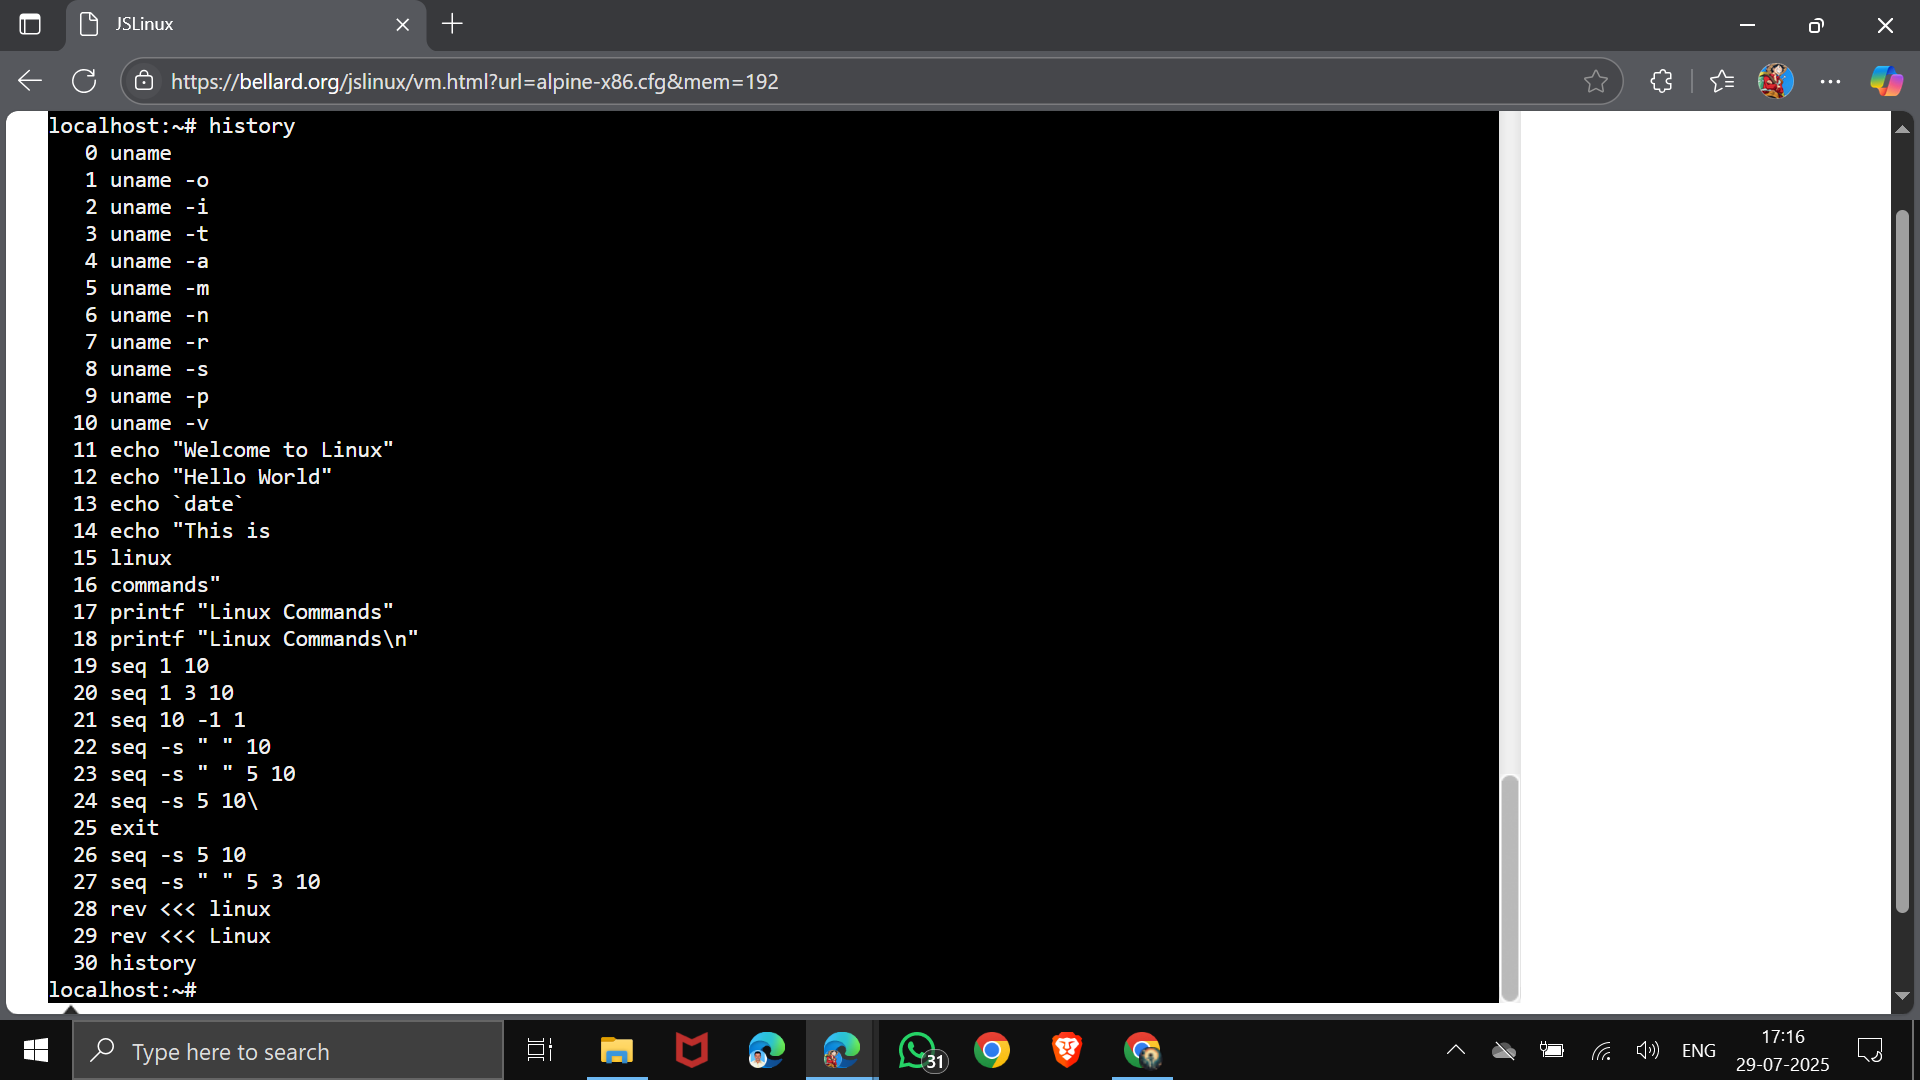 JSLinux
https://bellard.org/jslinux/vm.html?url=alpine-x86.cfg&mem=192
localhost:~# history
0 uname
1 uname -o
2 uname -i
3 uname -t
4 uname -a
5 uname -m
6 uname -n
7 uname -r
8 uname -s
9 uname -p
10 uname -v
11 echo "Welcome to Linux"
12 echo "Hello World"
13 echo `date`
14 echo "This is
15 linux
16 commands"
17 printf "Linux Commands"
18 printf "Linux Commands\n"
19 seq 1 10
20 seq 1 3 10
21 seq 10 -1 1
22 seq -s " " 10
23 seq -s " " 5 10
24 seq -s 5 10\
25 exit
26 seq -s 5 10
27 seq -s " " 5 3 10
28 rev <<< linux
29 rev <<< Linux
30 history
localhost:~#
Type here to search
31
ENG
17:16
29-07-2025